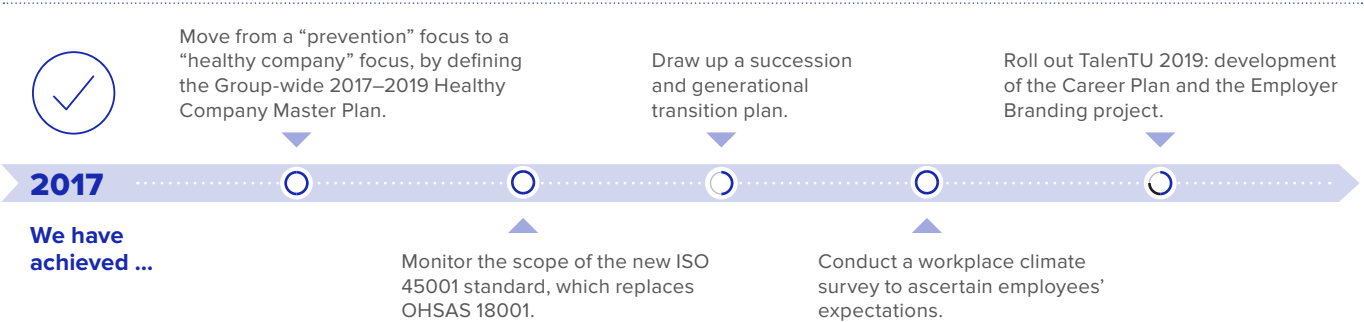 Move from a “prevention” focus to a
“healthy company” focus, by defining
the Group-wide 2017–2019 Healthy
Company Master Plan.
Draw up a succession
and generational
transition plan.
Roll out TalenTU 2019: development
of the Career Plan and the Employer
Branding project.
2017
We have
achieved ...
Monitor the scope of the new ISO
45001 standard, which replaces
OHSAS 18001.
Conduct a workplace climate
survey to ascertain employees’
expectations.